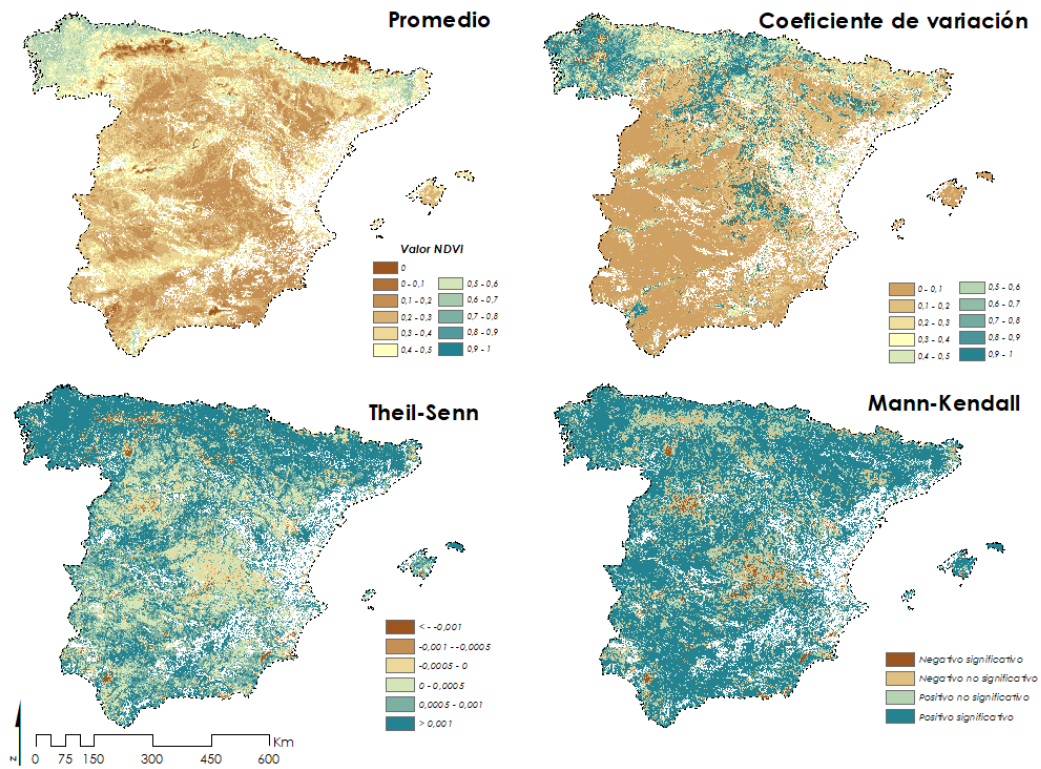 Promedio
Coeficiente de variación
Valor NDVI
0
0 - 0,1
0,1 - 0,2
0,2 - 0,3
0,3 - 0,4
0,4 - 0,5
0,5 - 0,6
0,6 - 0,7
0,7 - 0,8
0,8 - 0,9
0,9 - 1
0 - 0,1
0,1 - 0,2
0,2 - 0,3
0,3 - 0,4
0,4 - 0,5
0,5 - 0,6
0,6 - 0,7
0,7 - 0,8
0,8 - 0,9
0,9 - 1
Theil-Senn
Mann-Kendall
< -0,001
-0,001 - -0,0005
-0,0005 - 0
0 - 0,0005
0,0005 - 0,001
> 0,001
Negativo significativo
Negativo no significativo
Positivo no significativo
Positivo significativo
N
Km
0 75 150 300 450 600